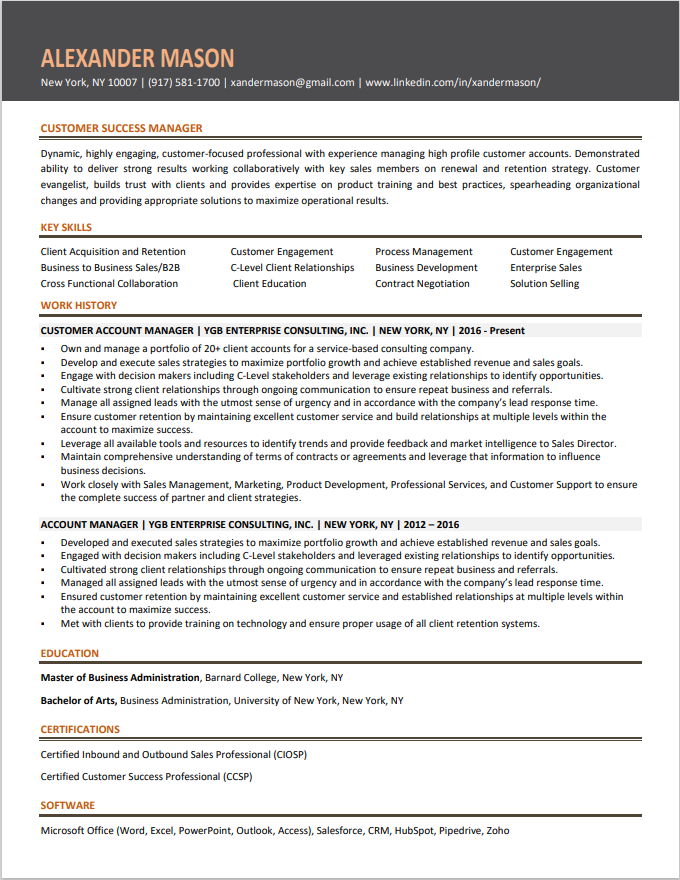 ALEXANDER MASON
New York, NY 10007 | (917) 581-1700 | xandermason@gmail.com | www.linkedin.com/in/xandermason/
CUSTOMER SUCCESS MANAGER
Dynamic, highly engaging, customer-focused professional with experience managing high profile customer accounts. Demonstrated
ability to deliver strong results working collaboratively with key sales members on renewal and retention strategy. Customer
evangelist, builds trust with clients and provides expertise on product training and best practices, spearheading organizational
changes and providing appropriate solutions to maximize operational results.
KEY SKILLS
Client Acquisition and Retention Customer Engagement Process Management Customer Engagement
Business to Business Sales/B2B C-Level Client Relationships Business Development Enterprise Sales
Cross Functional Collaboration Client Education Contract Negotiation Solution Selling
WORK HISTORY
CUSTOMER ACCOUNT MANAGER | YGB ENTERPRISE CONSULTING, INC. | NEW YORK, NY | 2016 - Present
▪ Own and manage a portfolio of 20+ client accounts for a service-based consulting company.
▪ Develop and execute sales strategies to maximize portfolio growth and achieve established revenue and sales goals.
▪ Engage with decision makers including C-Level stakeholders and leverage existing relationships to identify opportunities.
▪ Cultivate strong client relationships through ongoing communication to ensure repeat business and referrals.
▪ Manage all assigned leads with the utmost sense of urgency and in accordance with the company's lead response time.
▪ Ensure customer retention by maintaining excellent customer service and build relationships at multiple levels within the
account to maximize success.
▪ Leverage all available tools and resources to identify trends and provide feedback and market intelligence to Sales Director.
▪ Maintain comprehensive understanding of terms of contracts or agreements and leverage that information to influence
business decisions.
▪ Work closely with Sales Management, Marketing, Product Development, Professional Services, and Customer Support to ensure
the complete success of partner and client strategies.
ACCOUNT MANAGER | YGB ENTERPRISE CONSULTING, INC. | NEW YORK, NY | 2012 – 2016
▪ Developed and executed sales strategies to maximize portfolio growth and achieve established revenue and sales goals.
▪ Engaged with decision makers including C-Level stakeholders and leveraged existing relationships to identify opportunities.
▪ Cultivated strong client relationships through ongoing communication to ensure repeat business and referrals.
▪ Managed all assigned leads with the utmost sense of urgency and in accordance with the company's lead response time.
▪ Ensured customer retention by maintaining excellent customer service and established relationships at multiple levels within
the account to maximize success.
▪ Met with clients to provide training on technology and ensure proper usage of all client retention systems.
EDUCATION
Master of Business Administration, Barnard College, New York, NY
Bachelor of Arts, Business Administration, University of New York, New York, NY
CERTIFICATIONS
Certified Inbound and Outbound Sales Professional (CIOSP)
Certified Customer Success Professional (CCSP)
SOFTWARE
Microsoft Office (Word, Excel, PowerPoint, Outlook, Access), Salesforce, CRM, HubSpot, Pipedrive, Zoho